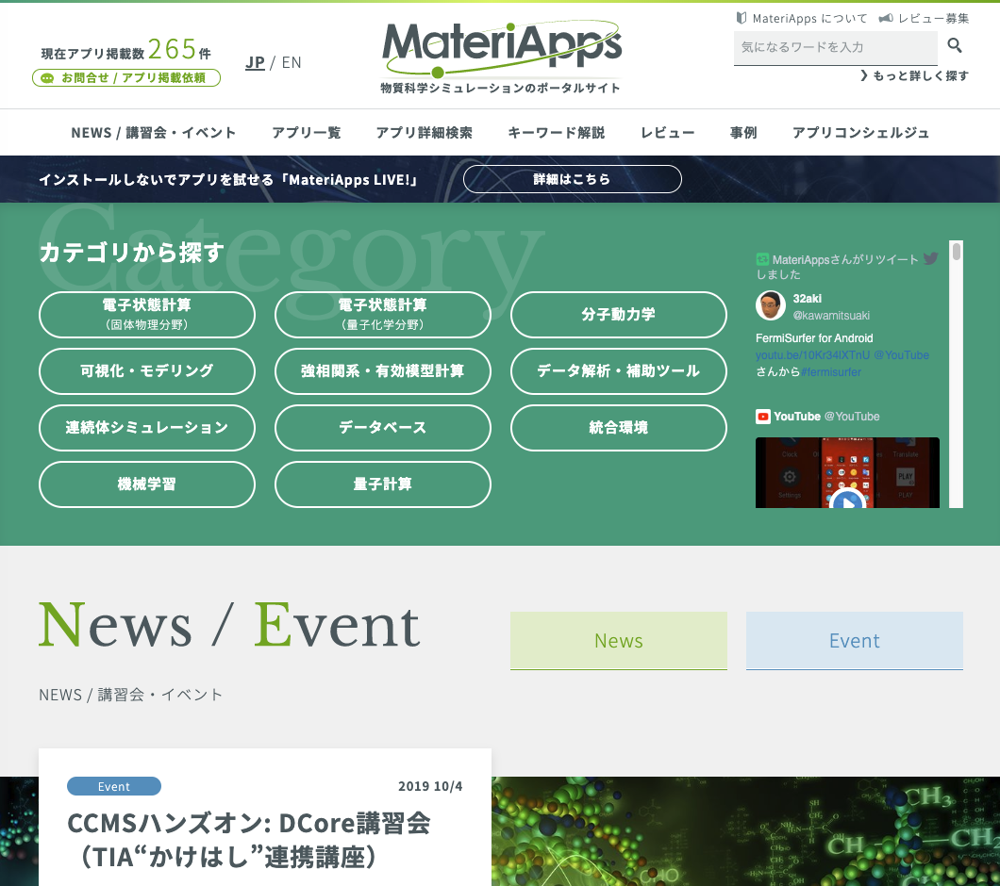 現在アプリ掲載数265件
お問合せ / アプリ掲載依頼
JP / EN
MateriApps
物質科学シミュレーションのポータルサイト
MateriApps について
レビュー募集
気になるワードを入力
もっと詳しく探す
NEWS / 講習会・イベント
アプリ一覧
アプリ詳細検索
キーワード解説
レビュー
事例
アプリコンシェルジュ
インストールしないでアプリを試せる「MateriApps LIVE!」
詳細はこちら
Category
カテゴリから探す
電子状態計算
（固体物理分野）
電子状態計算
（量子化学分野）
分子動力学
可視化・モデリング
強相関系・有効模型計算
データ解析・補助ツール
連続体シミュレーション
データベース
統合環境
機械学習
量子計算
MateriAppsさんがリツイート
しました
32aki
@kawamitsuaki
FermiSurfer for Android
youtu.be/10Kr34lXTnU @YouTube
さんから#fermisurfer
YouTube @YouTube
Clock
Translate
Settings
PLAY
News / Event
News
Event
NEWS / 講習会・イベント
Event
2019 10/4
CCMSハンズオン: DCore講習会
（TIA“かけはし”連携講座）
CH3
CH
CH2
CHO